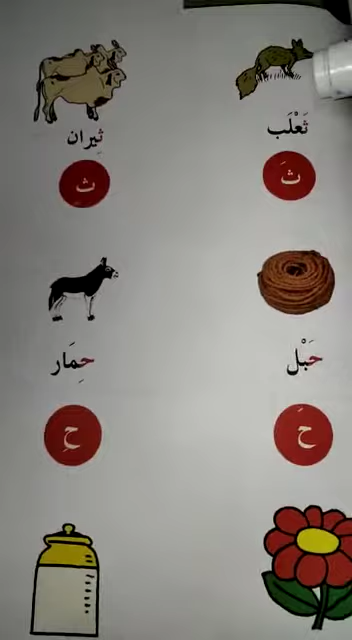 ثَعْلَب
ثِيران
ثَ
ثِ
حَبْل
حِمَار
حَ
حِ